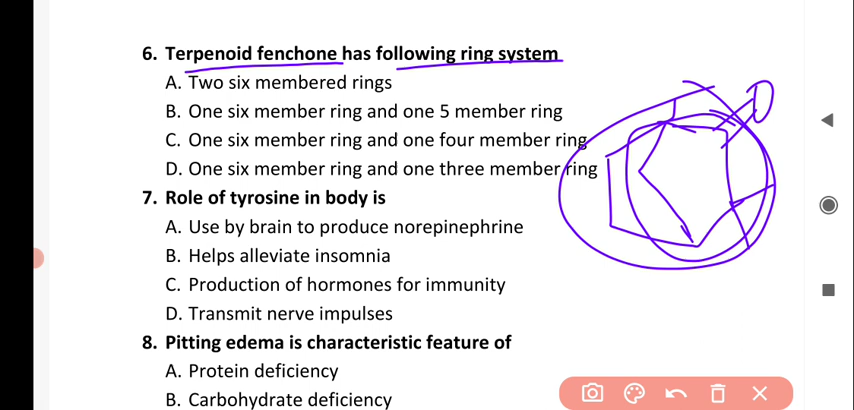 6. Terpenoid fenchone has following ring system
A. Two six membered rings
B. One six member ring and one 5 member ring
C. One six member ring and one four member ring
D. One six member ring and one three member ring
7. Role of tyrosine in body is
A. Use by brain to produce norepinephrine
B. Helps alleviate insomnia
C. Production of hormones for immunity
D. Transmit nerve impulses
8. Pitting edema is characteristic feature of
A. Protein deficiency
B. Carbohydrate deficiency